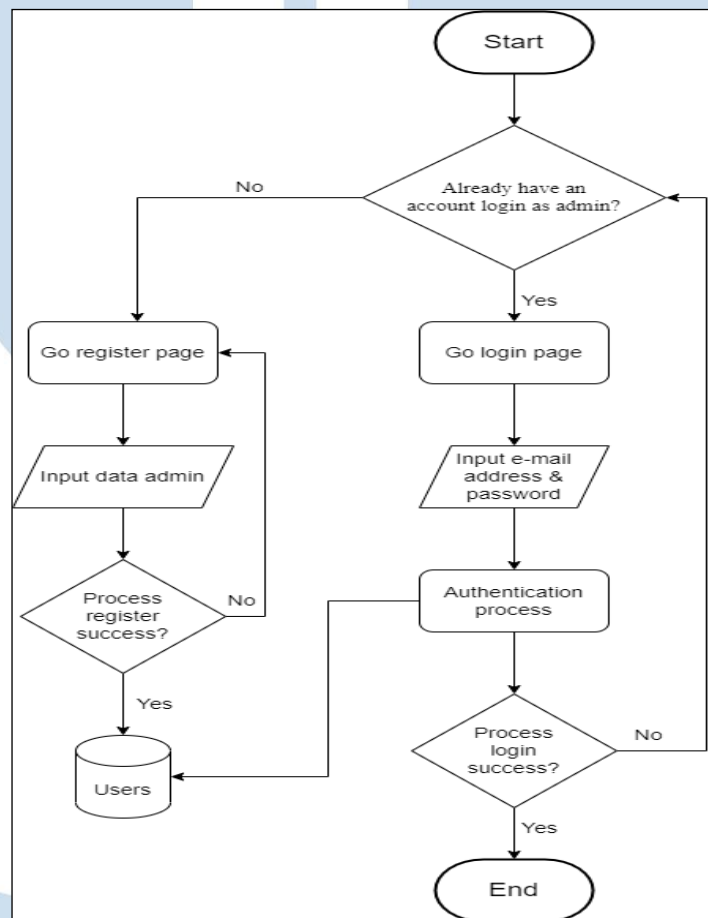 Start
Already have an
account login as admin?
No
Yes
Go register page
Go login page
Input data admin
Input e-mail
address &
password
Process
register
success?
No
Authentication
process
Yes
Process
login
success?
No
Users
Yes
End